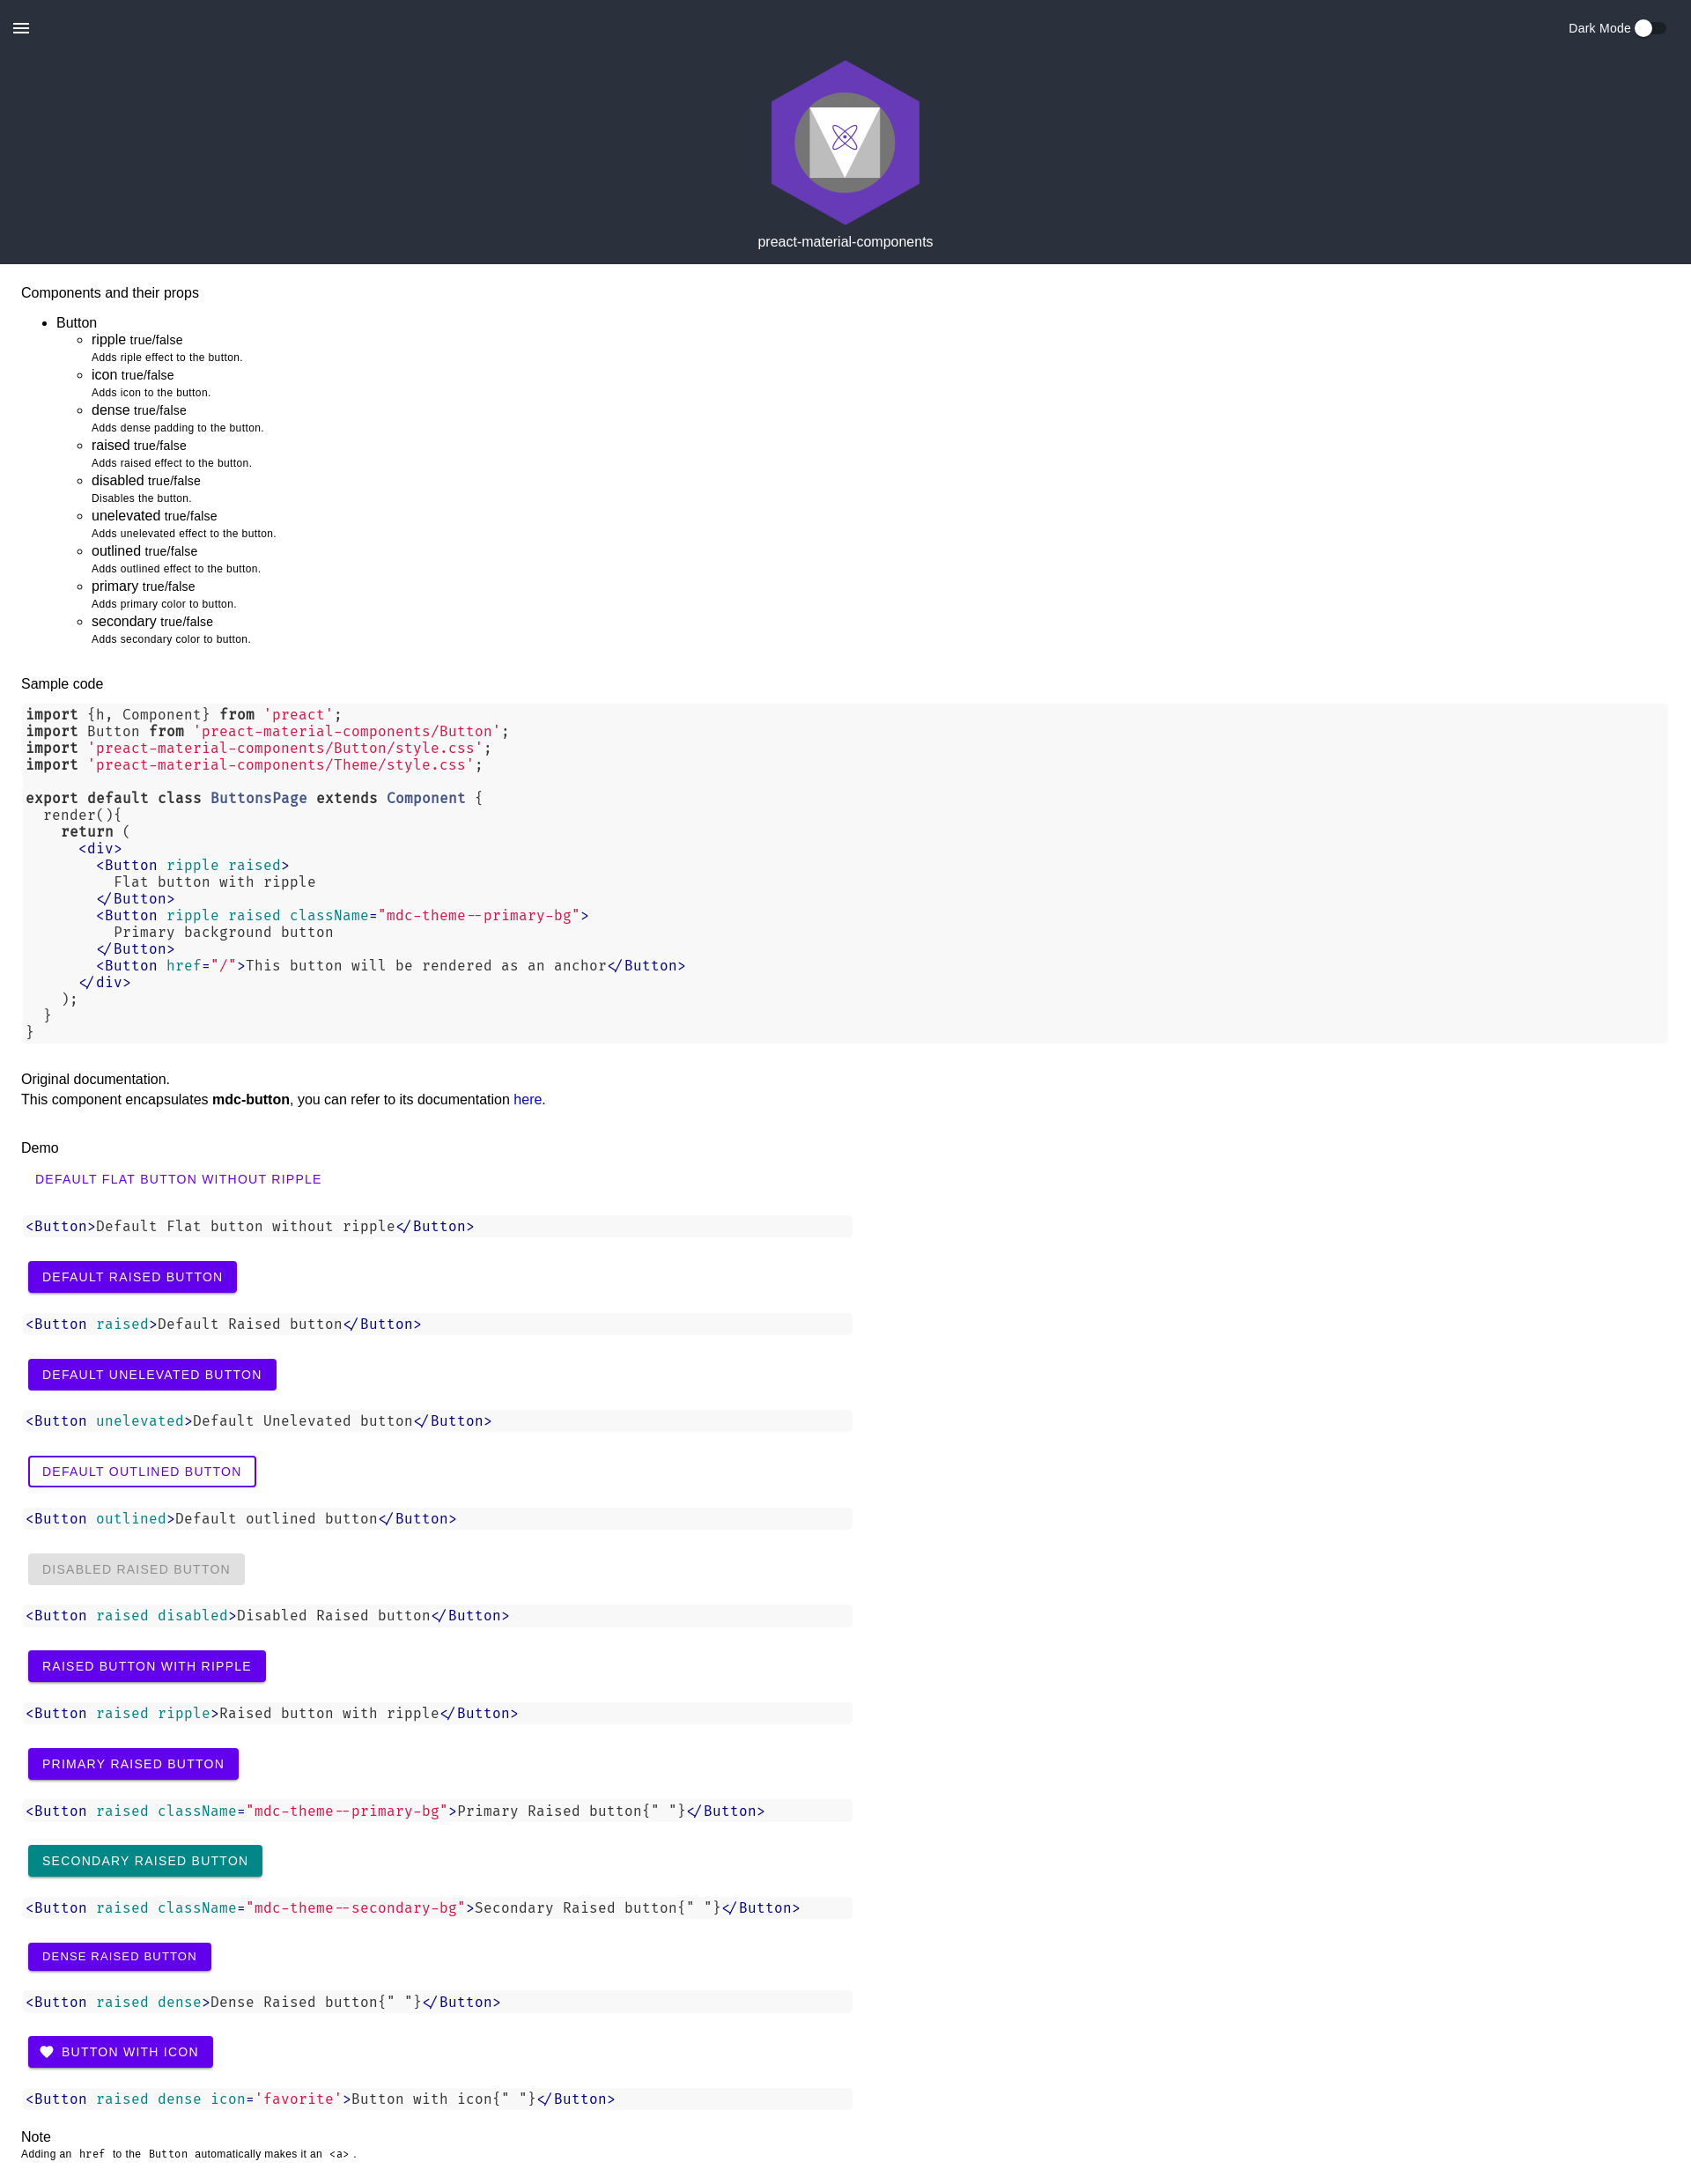 Dark Mode
preact-material-components
Components and their props
Button
ripple true/false
Adds riple effect to the button.
icon true/false
Adds icon to the button.
dense true/false
Adds dense padding to the button.
raised true/false
Adds raised effect to the button.
disabled true/false
Disables the button.
unelevated true/false
Adds unelevated effect to the button.
outlined true/false
Adds outlined effect to the button.
primary true/false
Adds primary color to button.
secondary true/false
Adds secondary color to button.
Sample code
import {h, Component} from 'preact';
import Button from 'preact-material-components/Button';
import 'preact-material-components/Button/style.css';
import 'preact-material-components/Theme/style.css';
export default class ButtonsPage extends Component {
render(){
return (
<div>
<Button ripple raised>
Flat button with ripple
</Button>
<Button ripple raised className="mdc-theme--primary-bg">
Primary background button
</Button>
<Button href="/">This button will be rendered as an anchor</Button>
</div>
);
}
}
Original documentation.
This component encapsulates mdc-button, you can refer to its documentation here.
Demo
DEFAULT FLAT BUTTON WITHOUT RIPPLE
<Button>Default Flat button without ripple</Button>
DEFAULT RAISED BUTTON
<Button raised>Default Raised button</Button>
DEFAULT UNELEVATED BUTTON
<Button unelevated>Default Unelevated button</Button>
DEFAULT OUTLINED BUTTON
<Button outlined>Default outlined button</Button>
DISABLED RAISED BUTTON
<Button raised disabled>Disabled Raised button</Button>
RAISED BUTTON WITH RIPPLE
<Button raised ripple>Raised button with ripple</Button>
PRIMARY RAISED BUTTON
<Button raised className="mdc-theme--primary-bg">Primary Raised button{" "}</Button>
SECONDARY RAISED BUTTON
<Button raised className="mdc-theme--secondary-bg">Secondary Raised button{" "}</Button>
DENSE RAISED BUTTON
<Button raised dense>Dense Raised button{" "}</Button>
BUTTON WITH ICON
<Button raised dense icon='favorite'>Button with icon{" "}</Button>
Note
Adding an href to the Button automatically makes it an <a>.